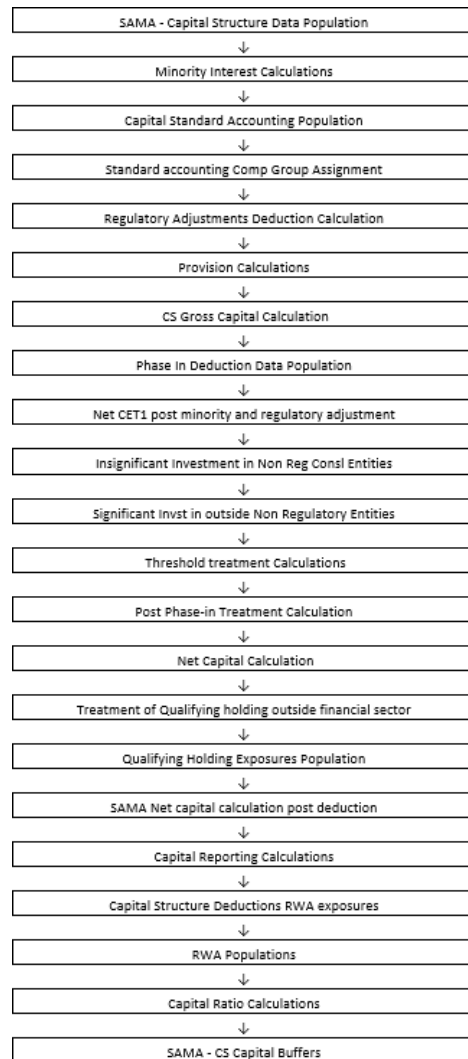 SAMA - Capital Structure Data Population
Minority Interest Calculations
Capital Standard Accounting Population
Standard accounting Comp Group Assignment
Regulatory Adjustments Deduction Calculation
Provision Calculations
CS Gross Capital Calculation
Phase In Deduction Data Population
Net CET1 post minority and regulatory adjustment
Insignificant Investment in Non Reg Consl Entities
Significant Invst in outside Non Regulatory Entities
Threshold treatment Calculations
Post Phase-in Treatment Calculation
Net Capital Calculation
Treatment of Qualifying holding outside financial sector
Qualifying Holding Exposures Population
SAMA Net capital calculation post deduction
Capital Reporting Calculations
Capital Structure Deductions RWA exposures
RWA Populations
Capital Ratio Calculations
SAMA - CS Capital Buffers